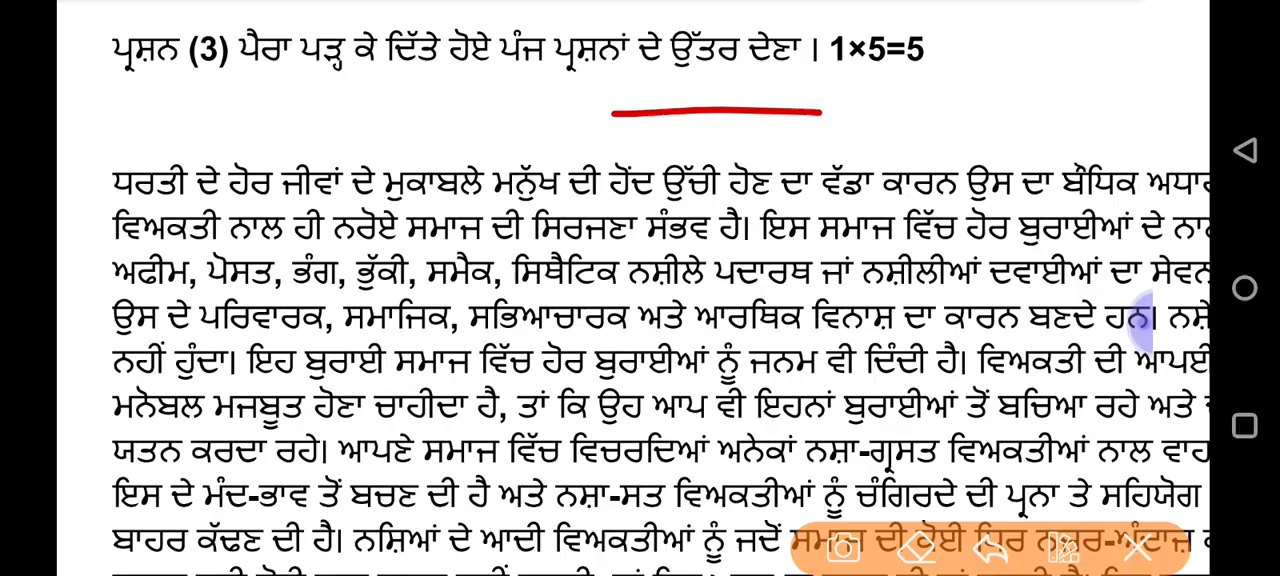 ਪ੍ਰਸ਼ਨ (3) ਪੈਰਾ ਪੜ੍ਹ ਕੇ ਦਿੱਤੇ ਹੋਏ ਪੰਜ ਪ੍ਰਸ਼ਨਾਂ ਦੇ ਉੱਤਰ ਦੇਣਾ । 1×5=5
ਧਰਤੀ ਦੇ ਹੋਰ ਜੀਵਾਂ ਦੇ ਮੁਕਾਬਲੇ ਮਨੁੱਖ ਦੀ ਹੋਂਦ ਉੱਚੀ ਹੋਣ ਦਾ ਵੱਡਾ ਕਾਰਨ ਉਸ ਦਾ ਬੌਧਿਕ
ਵਿਅਕਤੀ ਨਾਲ ਹੀ ਨਰੋਏ ਸਮਾਜ ਦੀ ਸਿਰਜਣਾ ਸੰਭਵ ਹੈ। ਇਸ ਸਮਾਜ ਵਿੱਚ ਹੋਰ ਬੁਰਾਈਆਂ ਦੇ
ਅਫੀਮ, ਪੋਸਤ, ਭੰਗ, ਭੁੱਕੀ, ਸਮੈਕ, ਸਿਥੈਟਿਕ ਨਸ਼ੀਲੇ ਪਦਾਰਥ ਜਾਂ ਨਸ਼ੀਲੀਆਂ ਦਵਾਈਆਂ ਦਾ ਸੇਵਨ
ਉਸ ਦੇ ਪਰਿਵਾਰਕ, ਸਮਾਜਿਕ, ਸਭਿਆਚਾਰਕ ਅਤੇ ਆਰਥਿਕ ਵਿਨਾਸ਼ ਦਾ ਕਾਰਨ ਬਣਦੇ ਹਨ।
ਨਹੀਂ ਹੁੰਦਾ। ਇਹ ਬੁਰਾਈ ਸਮਾਜ ਵਿੱਚ ਹੋਰ ਬੁਰਾਈਆਂ ਨੂੰ ਜਨਮ ਵੀ ਦਿੰਦੀ ਹੈ। ਵਿਅਕਤੀ ਦੀ
ਮਨੋਬਲ ਮਜਬੂਤ ਹੋਣਾ ਚਾਹੀਦਾ ਹੈ, ਤਾਂ ਕਿ ਉਹ ਆਪ ਵੀ ਇਹਨਾਂ ਬੁਰਾਈਆਂ ਤੋਂ ਬਚਿਆ ਰਹੇ ਅਤੇ
ਯਤਨ ਕਰਦਾ ਰਹੇ। ਆਪਣੇ ਸਮਾਜ ਵਿੱਚ ਵਿਚਰਦਿਆਂ ਅਨੇਕਾਂ ਨਸ਼ਾ-ਗ੍ਰਸਤ ਵਿਅਕਤੀਆਂ ਨਾਲ
ਇਸ ਦੇ ਮੰਦ-ਭਾਵ ਤੋਂ ਬਚਣ ਦੀ ਹੈ ਅਤੇ ਨਸ਼ਾ-ਸਤ ਵਿਅਕਤੀਆਂ ਨੂੰ ਚੰਗਿਰਦੇ ਦੀ ਪ੍ਰਨਾ ਤੇ ਸਹਿਯੋਗ
ਬਾਹਰ ਕੱਢਣ ਦੀ ਹੈ। ਨਸ਼ਿਆਂ ਦੇ ਆਦੀ ਵਿਅਕਤੀਆਂ ਨੂੰ ਜਦੋਂ ਸਮਾਜ ਦੀ ਕੋਈ ਧਿਰ ਨਜ਼ਰ-ਅੰਦਾਜ਼